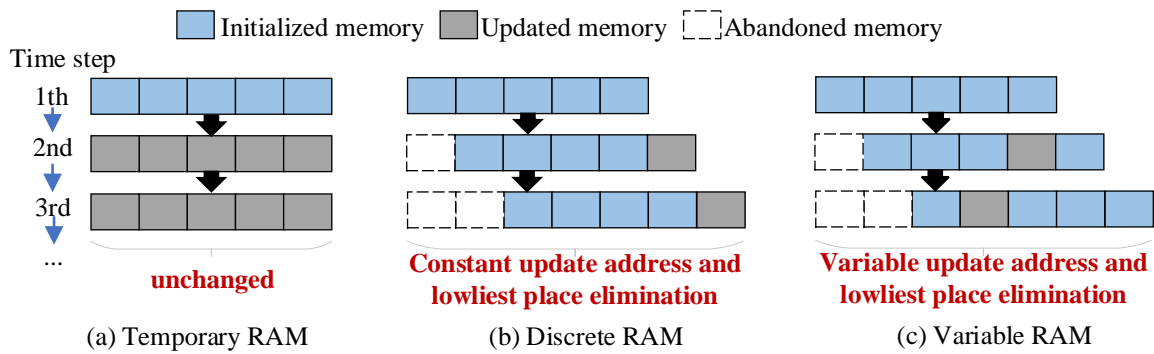 Initialized memory Updated memory Abandoned memory
Time step
1th
2nd
3rd
...
unchanged
Constant update address and
lowliest place elimination
Variable update address and
lowliest place elimination
(a) Temporary RAM
(b) Discrete RAM
(c) Variable RAM